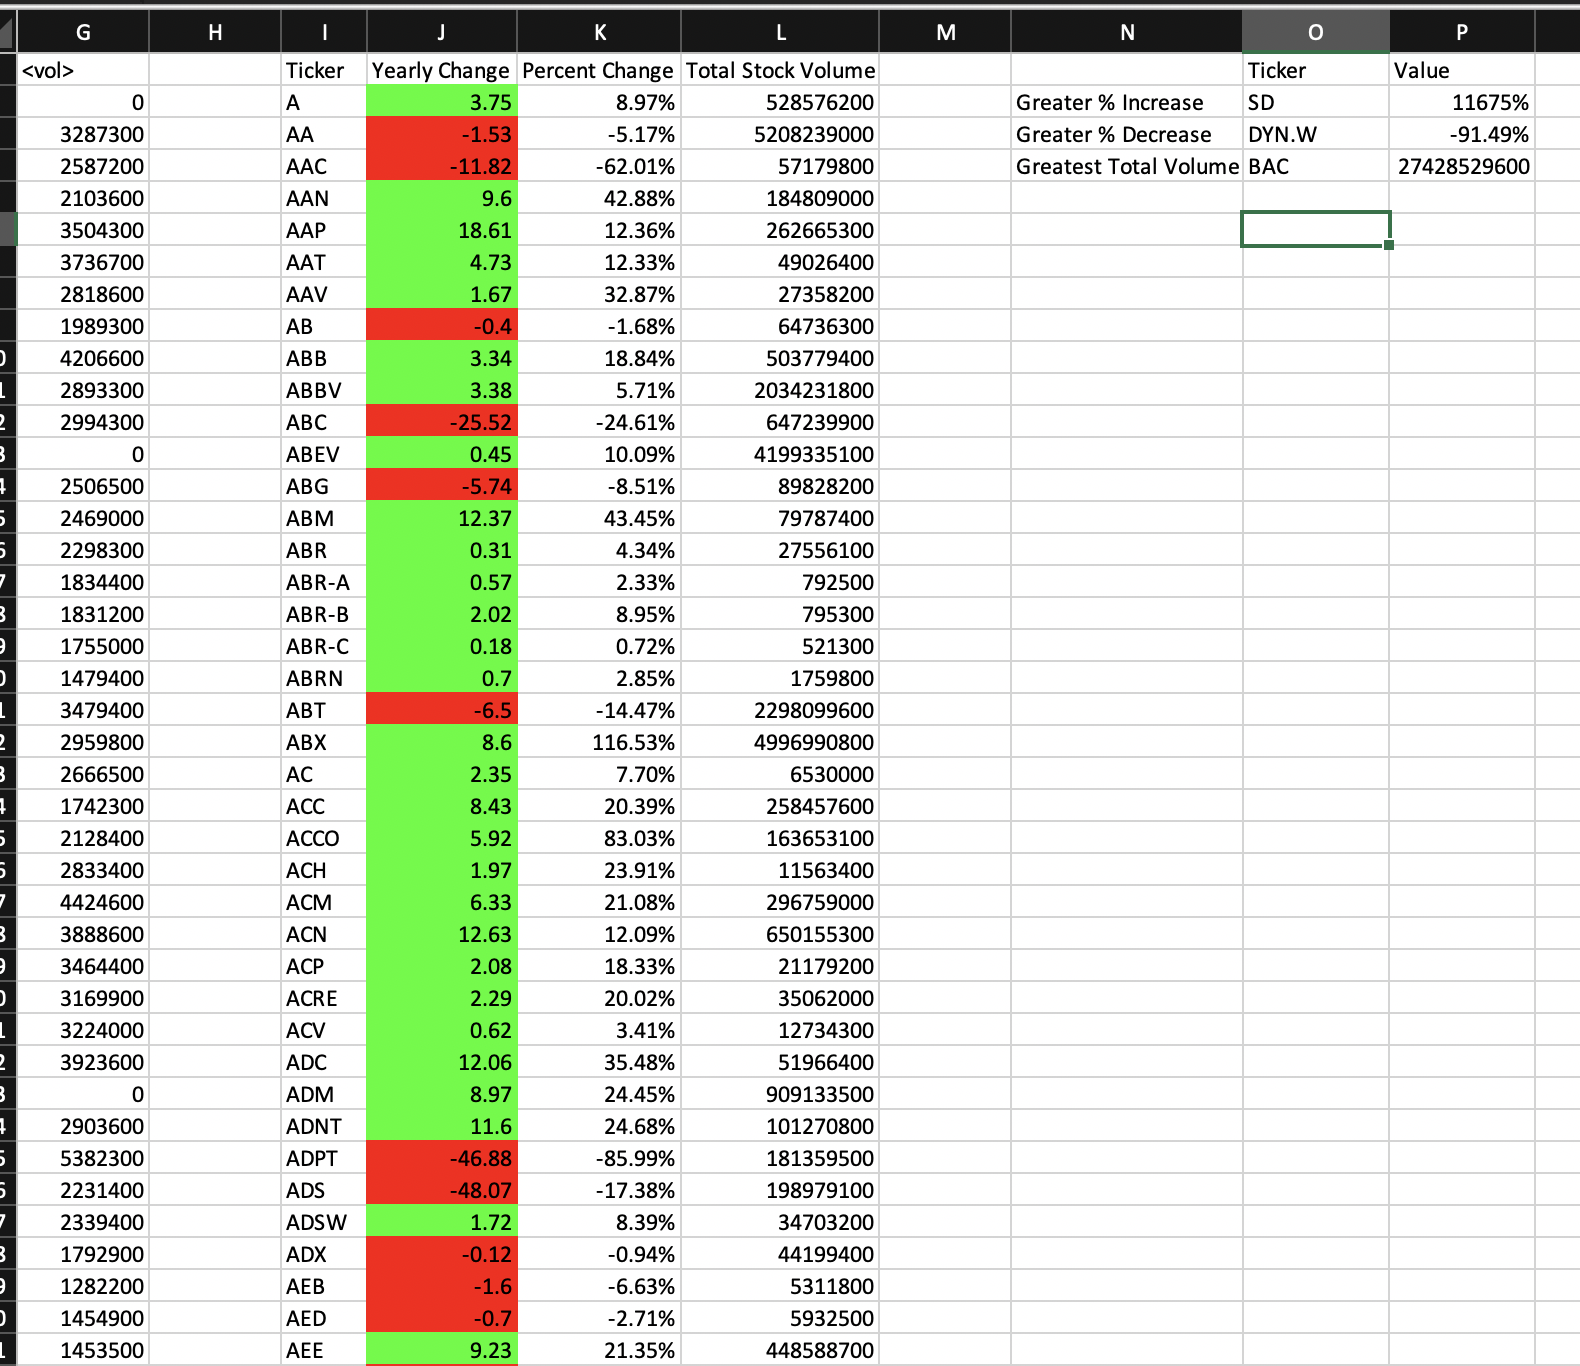 G H I J K L M N O P
<vol> Ticker Yearly Change Percent Change Total Stock Volume Ticker Value
0 A 3.75 8.97% 528576200 Greater % Increase SD 11675%
3287300 AA -1.53 -5.17% 5208239000 Greater % Decrease DYN.W -91.49%
2587200 AAC -11.82 -62.01% 57179800 Greatest Total Volume BAC 27428529600
2103600 AAN 9.6 42.88% 184809000
3504300 AAP 18.61 12.36% 262665300
3736700 AAT 4.73 12.33% 49026400
2818600 AAV 1.67 32.87% 27358200
1989300 AB -0.4 -1.68% 64736300
4206600 ABB 3.34 18.84% 503779400
2893300 ABBV 3.38 5.71% 2034231800
2994300 ABC -25.52 -24.61% 647239900
0 ABEV 0.45 10.09% 4199335100
2506500 ABG -5.74 -8.51% 89828200
2469000 ABM 12.37 43.45% 79787400
2298300 ABR 0.31 4.34% 27556100
1834400 ABR-A 0.57 2.33% 792500
1831200 ABR-B 2.02 8.95% 795300
1755000 ABR-C 0.18 0.72% 521300
1479400 ABRN 0.7 2.85% 1759800
3479400 ABT -6.5 -14.47% 2298099600
2959800 ABX 8.6 116.53% 4996990800
2666500 AC 2.35 7.70% 6530000
1742300 ACC 8.43 20.39% 258457600
2128400 ACCO 5.92 83.03% 163653100
2833400 ACH 1.97 23.91% 11563400
4424600 ACM 6.33 21.08% 296759000
3888600 ACN 12.63 12.09% 650155300
3464400 ACP 2.08 18.33% 21179200
3169900 ACRE 2.29 20.02% 35062000
3224000 ACV 0.62 3.41% 12734300
3923600 ADC 12.06 35.48% 51966400
0 ADM 8.97 24.45% 909133500
2903600 ADNT 11.6 24.68% 101270800
5382300 ADPT -46.88 -85.99% 181359500
2231400 ADS -48.07 -17.38% 198979100
2339400 ADSW 1.72 8.39% 34703200
1792900 ADX -0.12 -0.94% 44199400
1282200 AEB -1.6 -6.63% 5311800
1454900 AED -0.7 -2.71% 5932500
1453500 AEE 9.23 21.35% 448588700